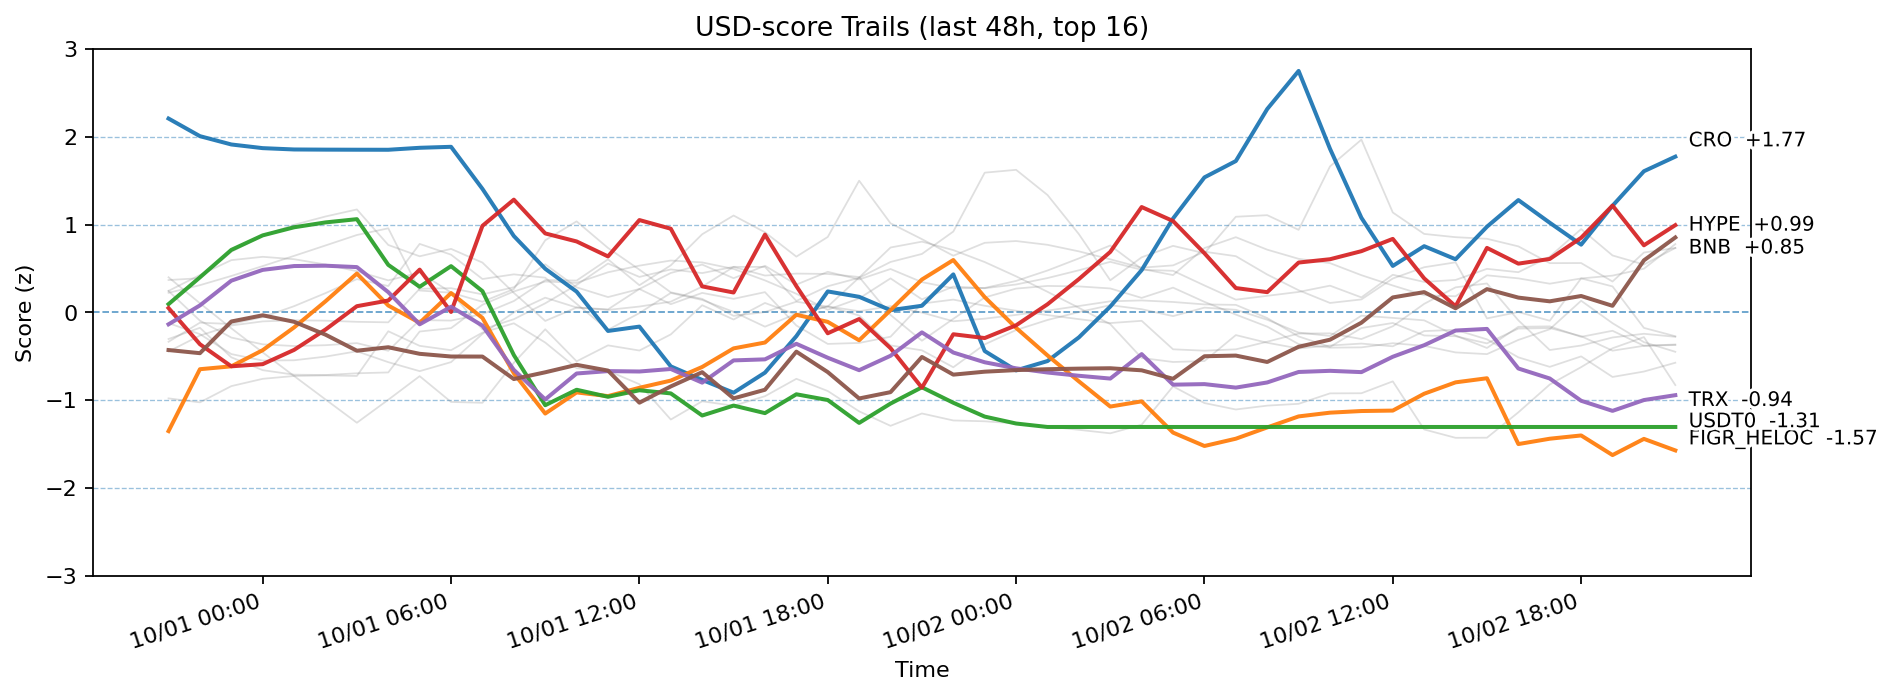 USD-score Trails (last 48h, top 16)
3
2
1
0
−1
−2
−3
Score (z)
CRO +1.77
HYPE +0.99
BNB +0.85
TRX -0.94
USDT0 -1.31
FIGR_HELOC -1.57
10/01 00:00
10/01 06:00
10/01 12:00
10/01 18:00
10/02 00:00
10/02 06:00
10/02 12:00
10/02 18:00
Time